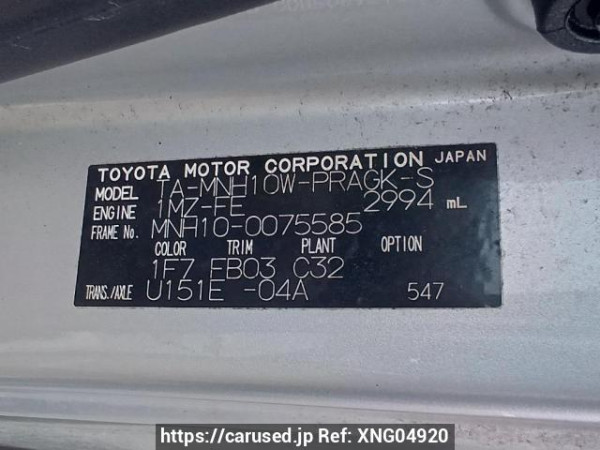 TOYOTA MOTOR CORPORATION JAPAN
MODEL TA-MNH10W-PRAGK-S
ENGINE 1MZ-FE 2994 mL
FRAME No. MNH10-0075585
COLOR TRIM PLANT OPTION
1F7 EB03 C32
TRANS./AXLE U151E -04A 547
https://carused.jp Ref: XNG04920